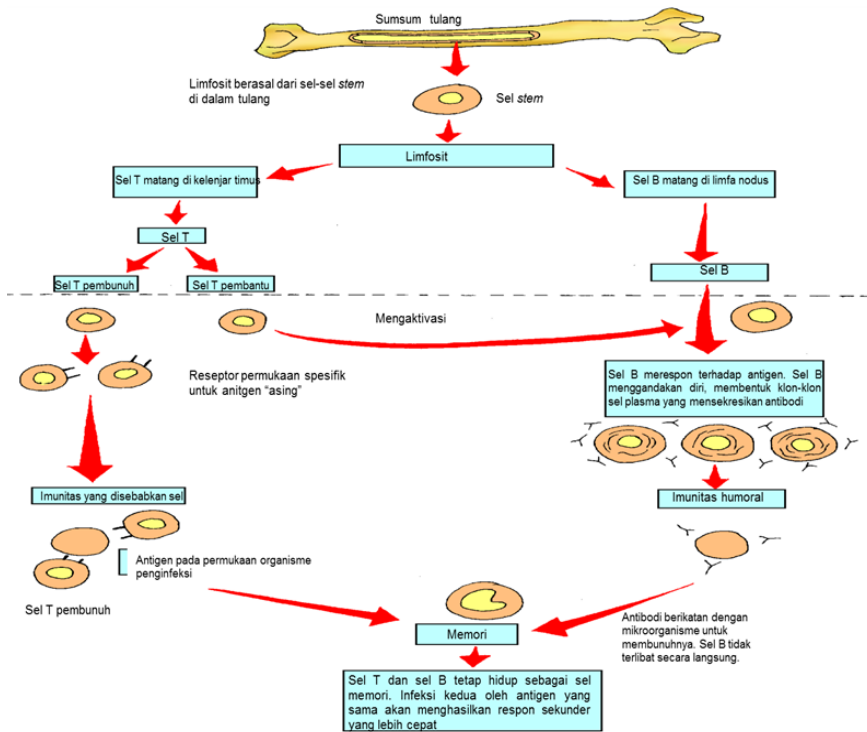 Sumsum tulang
Limfosit berasal dari sel-sel stem
di dalam tulang
Sel stem
Limfosit
Sel T matang di kelenjar timus
Sel B matang di limfa nodus
Sel T
Sel B
Sel T pembunuh
Sel T pembantu
Mengaktivasi
Reseptor permukaan spesifik
untuk anitgen “asing”
Sel B merespon terhadap antigen. Sel B
menggandakan diri, membentuk klon-klon
sel plasma yang mensekresikan antibodi
Imunitas yang disebabkan sel
Imunitas humoral
Antigen pada permukaan organisme
penginfeksi
Sel T pembunuh
Antibodi berikatan dengan
mikroorganisme untuk
membunuhnya. Sel B tidak
terlibat secara langsung.
Memori
Sel T dan sel B tetap hidup sebagai sel
memori. Infeksi kedua oleh antigen yang
sama akan menghasilkan respon sekunder
yang lebih cepat